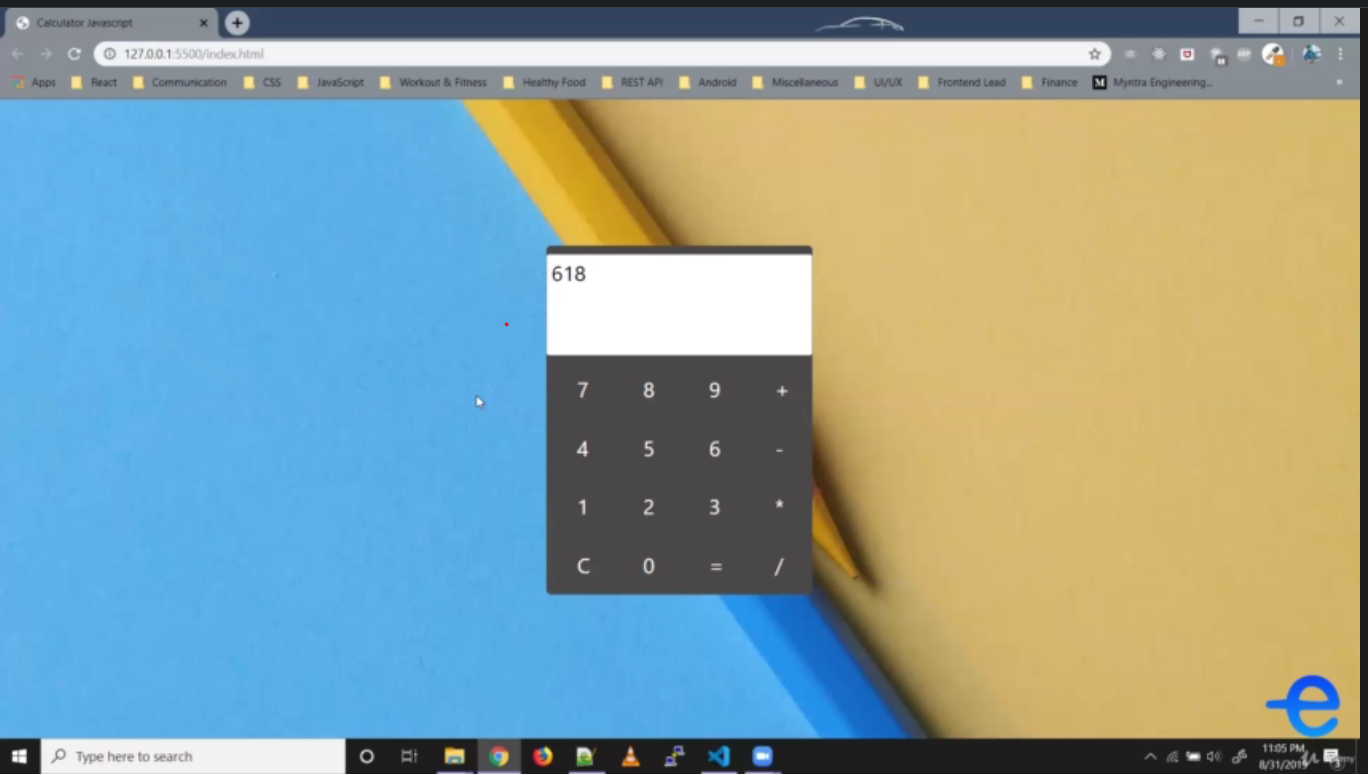 Calculator Javascript
127.0.0.1:5500/index.html
Apps React Communication CSS JavaScript Workout & Fitness Healthy Food REST API Android Miscellaneous UI/UX Frontend Lead Finance M Myntra Engineering...
618
7 8 9 +
4 5 6 -
1 2 3 *
C 0 = /
e
Type here to search
11:05 PM
8/31/2019